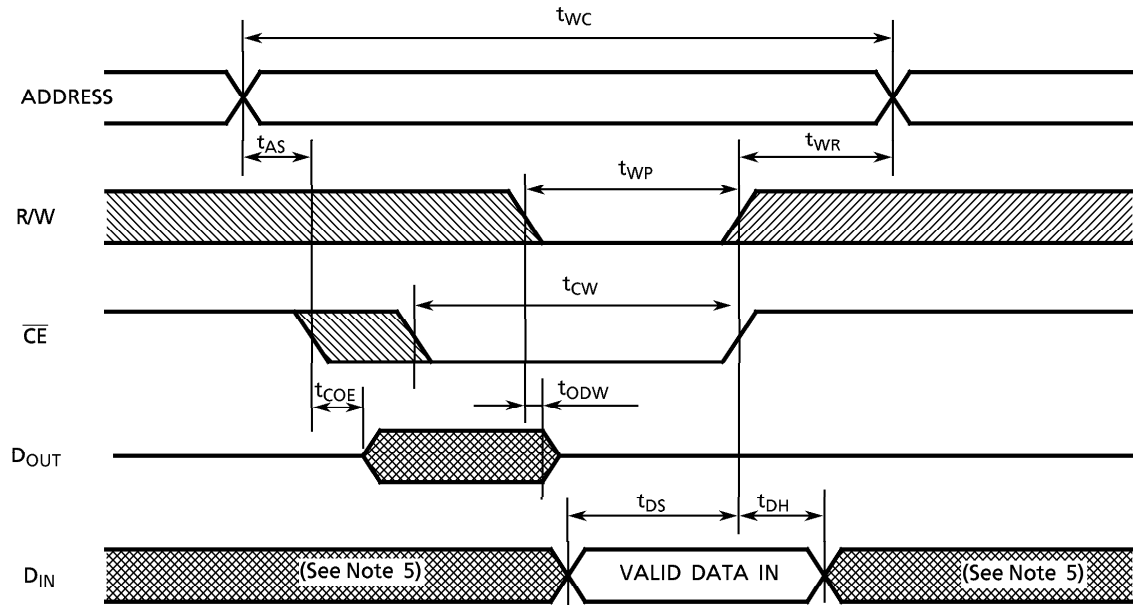 tWC
ADDRESS
tAS
tWR
tWP
R/W
tCW
CE
tCOE
tODW
DOUT
tDS
tDH
DIN
(See Note 5)
VALID DATA IN
(See Note 5)